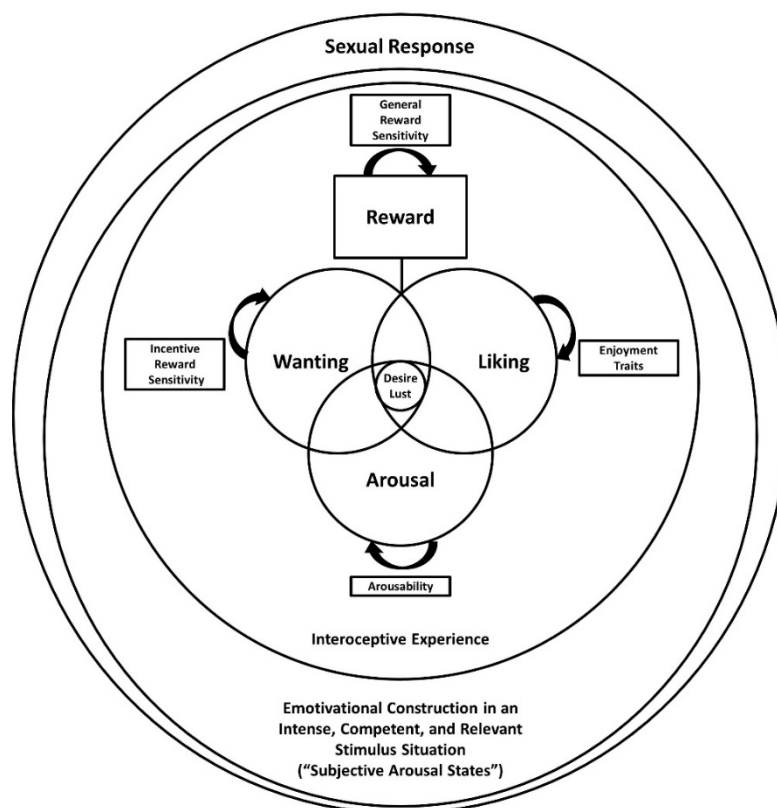 Sexual Response
General
Reward
Sensitivity
Reward
Incentive
Reward
Sensitivity
Wanting
Desire
Lust
Liking
Enjoyment
Traits
Arousal
Arousability
Interoceptive Experience
Emotivational Construction in an
Intense, Competent, and Relevant
Stimulus Situation
(“Subjective Arousal States”)